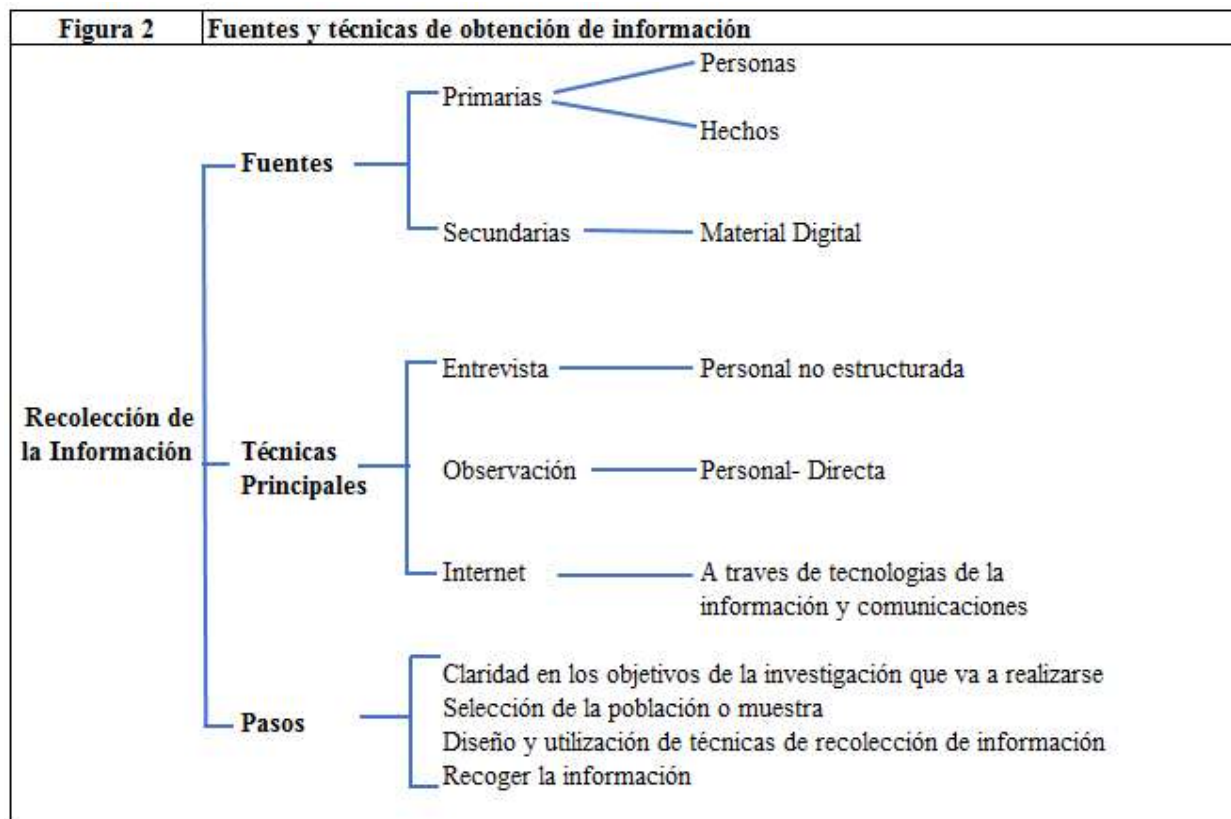 Figura 2
Fuentes y técnicas de obtención de información
Recolección de
la Información
Fuentes
Primarias
Personas
Hechos
Secundarias
Material Digital
Técnicas
Principales
Entrevista
Personal no estructurada
Observación
Personal- Directa
Internet
A traves de tecnologias de la
información y comunicaciones
Pasos
Claridad en los objetivos de la investigación que va a realizarse
Selección de la población o muestra
Diseño y utilización de técnicas de recolección de información
Recoger la información